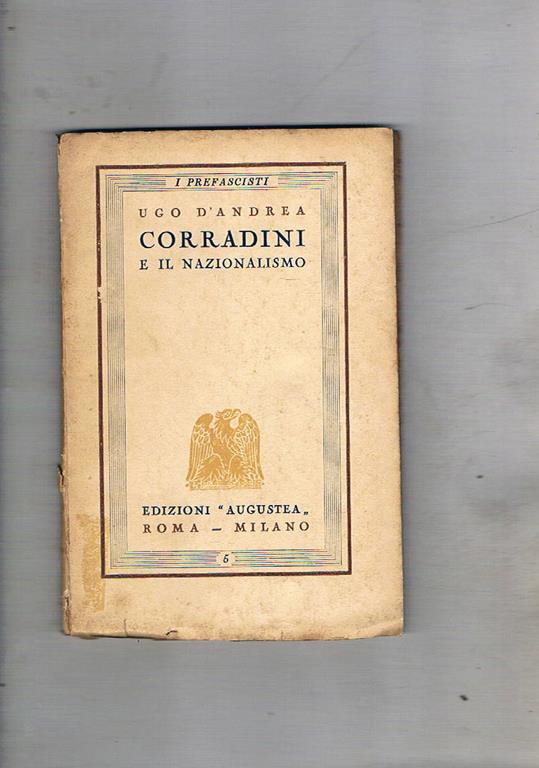 I PREFASCISTI
UGO D'ANDREA
CORRADINI
E IL NAZIONALISMO
EDIZIONI "AUGUSTEA„
ROMA — MILANO
5